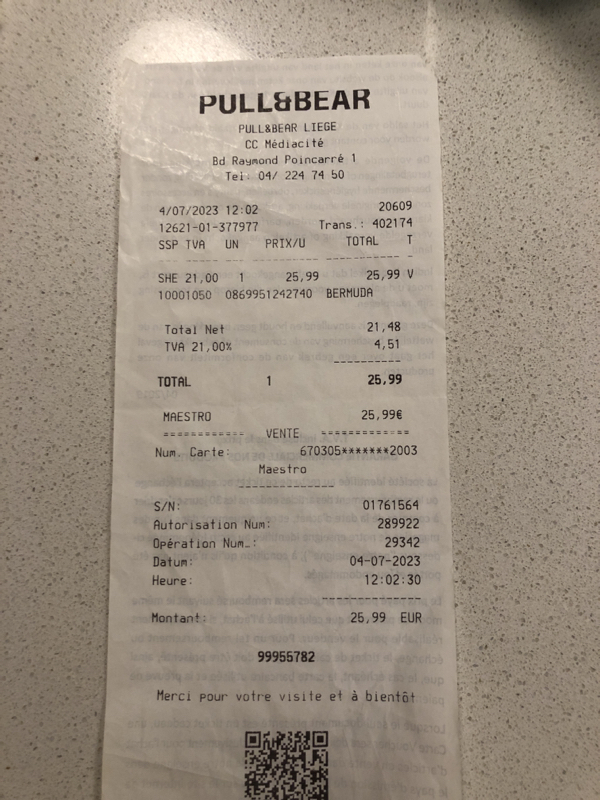 PULL&BEAR
PULL&BEAR LIEGE
CC Médiacité
Bd Raymond Poincarré 1
Tel: 04/ 224 74 50
4/07/2023 12:02 20609
12621-01-377977 Trans.: 402174
SSP TVA UN PRIX/U TOTAL T
----- --- ---------- ---------- -
SHE 21,00 1 25,99 25,99 V
10001050 0869951242740 BERMUDA
Total Net 21,48
TVA 21,00% 4,51
----------
TOTAL 1 25,99
MAESTRO 25,99€
============ VENTE =============
Num. Carte: 670305*******2003
Maestro
--------------
S/N: 01761564
Autorisation Num: 289922
Opération Num.: 29342
Datum: 04-07-2023
Heure: 12:02:30
--------------
Montant: 25,99 EUR
99955782
Merci pour votre visite et à bientôt